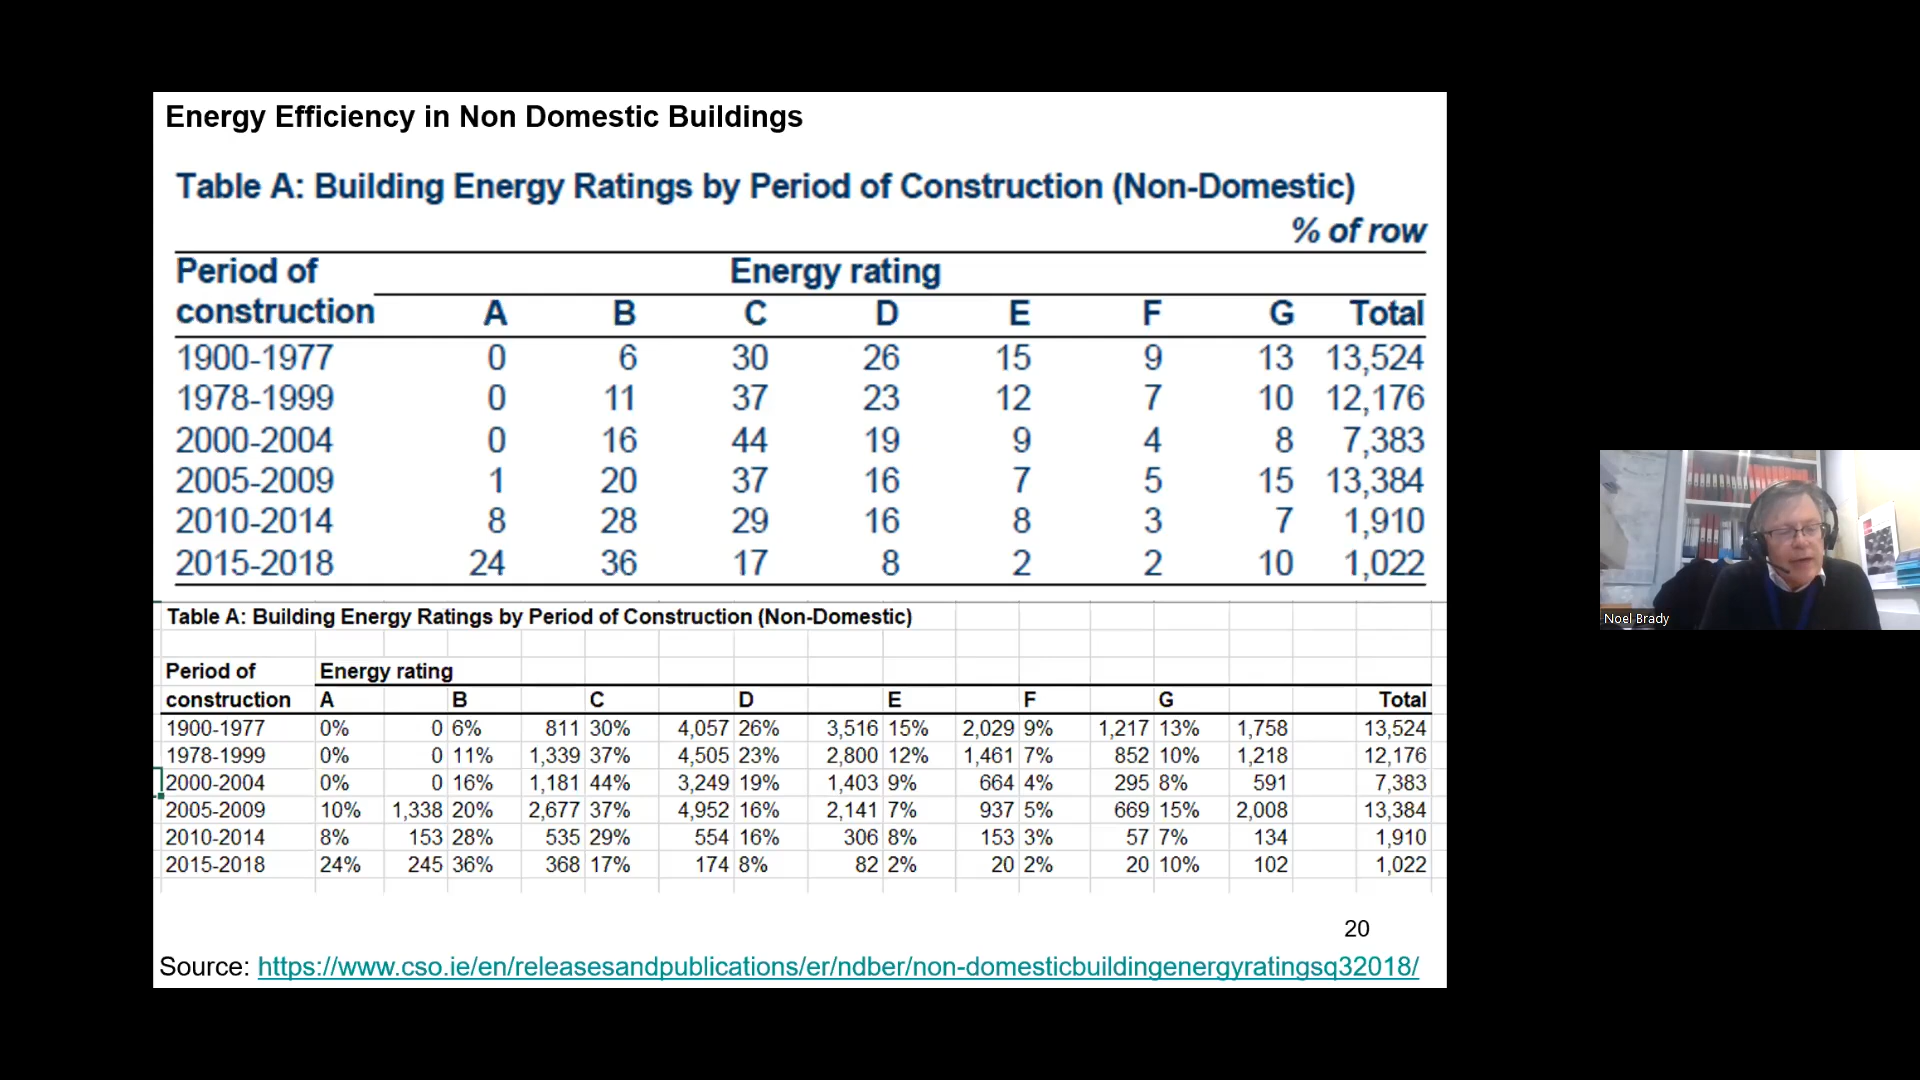 Energy Efficiency in Non Domestic Buildings
Table A: Building Energy Ratings by Period of Construction (Non-Domestic)
% of row
Period of Energy rating
construction A B C D E F G Total
1900-1977 0 6 30 26 15 9 13 13,524
1978-1999 0 11 37 23 12 7 10 12,176
2000-2004 0 16 44 19 9 4 8 7,383
2005-2009 1 20 37 16 7 5 15 13,384
2010-2014 8 28 29 16 8 3 7 1,910
2015-2018 24 36 17 8 2 2 10 1,022
Table A: Building Energy Ratings by Period of Construction (Non-Domestic)
Period of Energy rating
construction A B C D E F G Total
1900-1977 0% 0 6% 811 30% 4,057 26% 3,516 15% 2,029 9% 1,217 13% 1,758 13,524
1978-1999 0% 0 11% 1,339 37% 4,505 23% 2,800 12% 1,461 7% 852 10% 1,218 12,176
2000-2004 0% 0 16% 1,181 44% 3,249 19% 1,403 9% 664 4% 295 8% 591 7,383
2005-2009 10% 1,338 20% 2,677 37% 4,952 16% 2,141 7% 937 5% 669 15% 2,008 13,384
2010-2014 8% 153 28% 535 29% 554 16% 306 8% 153 3% 57 7% 134 1,910
2015-2018 24% 245 36% 368 17% 174 8% 82 2% 20 2% 20 10% 102 1,022
20
Source: https://www.cso.ie/en/releasesandpublications/er/ndber/non-domesticbuildingenergyratingsq32018/
Noel Brady